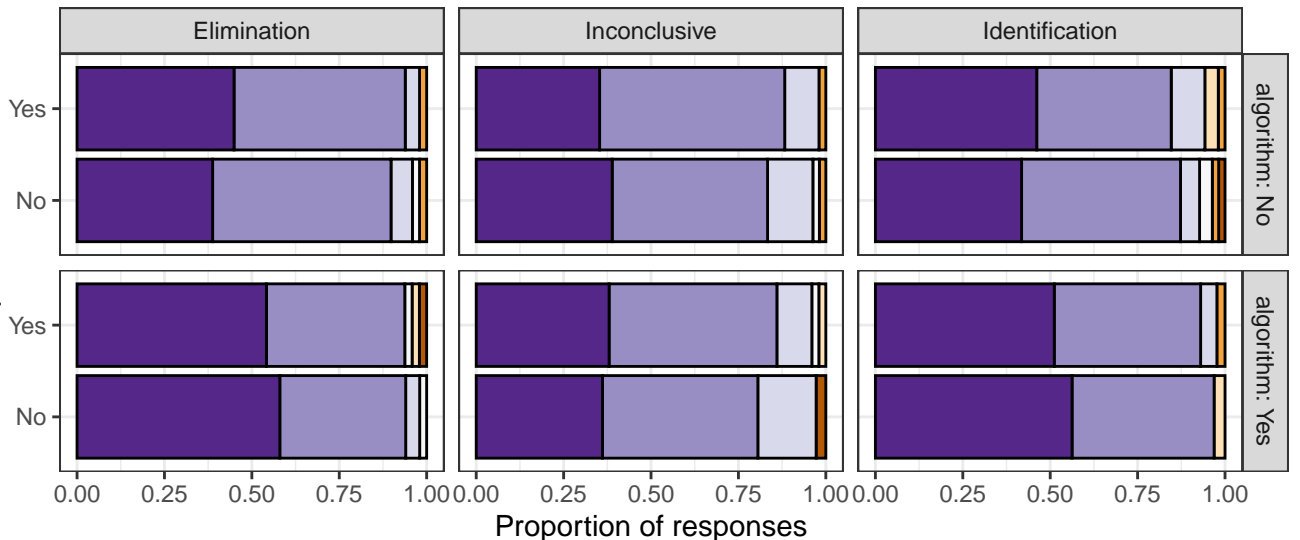 Elimination Inconclusive Identification
Yes
No
algorithm: No
Yes
No
algorithm: Yes
0.00 0.25 0.50 0.75 1.00 0.00 0.25 0.50 0.75 1.00 0.00 0.25 0.50 0.75 1.00
Proportion of responses